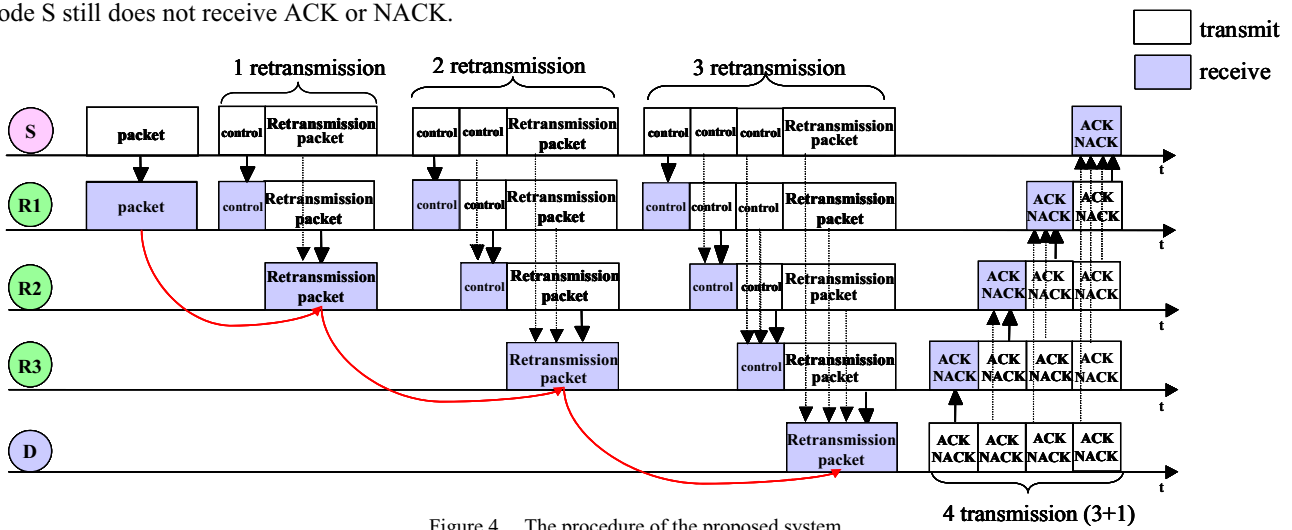 ode S still does not receive ACK or NACK.
transmit
receive
1 retransmission
2 retransmission
3 retransmission
S
packet
control
Retransmission
packet
control
control
Retransmission
packet
control
control
control
Retransmission
packet
ACK
NACK
t
R1
packet
control
Retransmission
packet
control
control
Retransmission
packet
control
control
control
Retransmission
packet
ACK
NACK
ACK
NACK
t
R2
Retransmission
packet
control
Retransmission
packet
control
control
Retransmission
packet
ACK
NACK
ACK
NACK
ACK
NACK
t
R3
Retransmission
packet
control
Retransmission
packet
ACK
NACK
ACK
NACK
ACK
NACK
ACK
NACK
t
D
Retransmission
packet
ACK
NACK
ACK
NACK
ACK
NACK
ACK
NACK
t
4 transmission (3+1)
Figure 4. The procedure of the proposed system